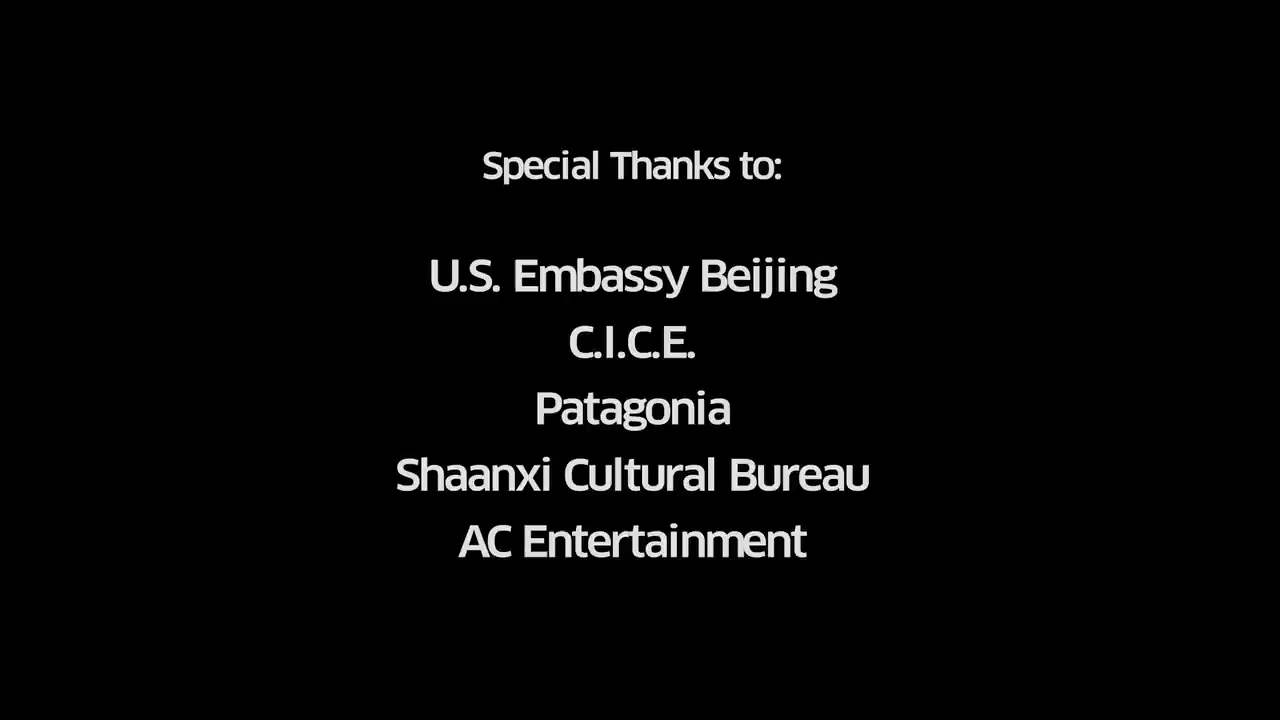 Special Thanks to:
U.S. Embassy Beijing
C.I.C.E.
Patagonia
Shaanxi Cultural Bureau
AC Entertainment